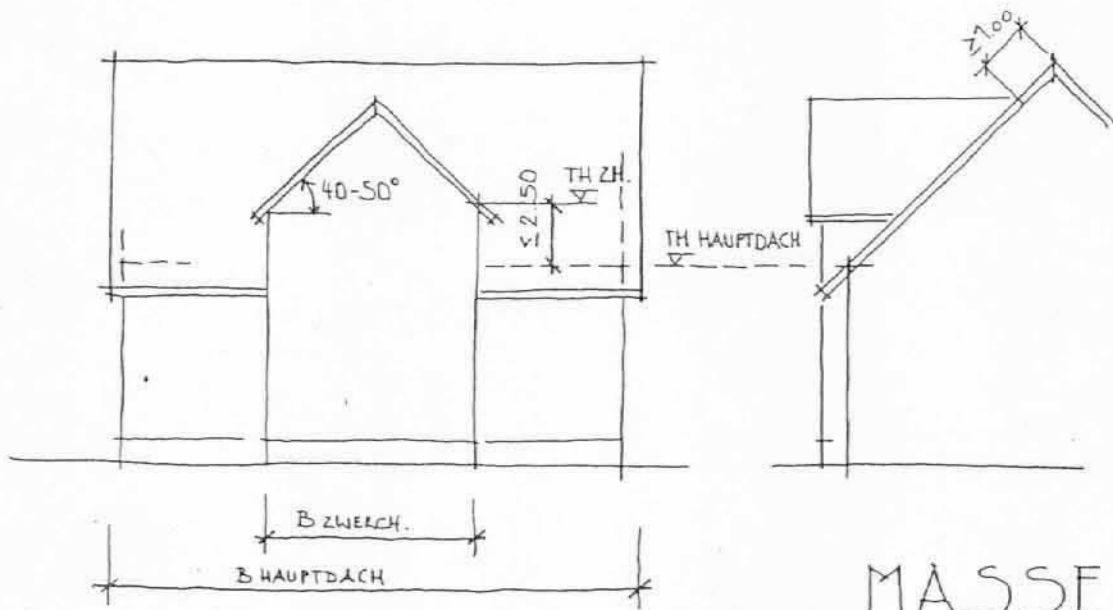 ≥1.00
40-50°
≤ 2.50
TH ZH.
TH HAUPTDACH
B ZWERCH.
B HAUPTDACH
MASSE